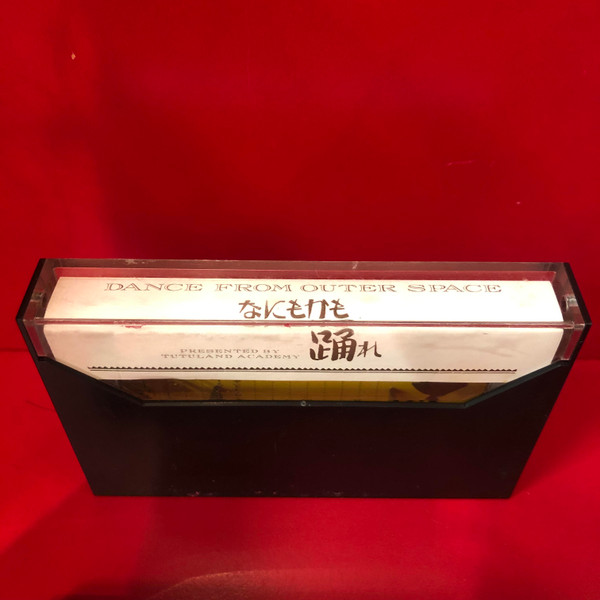 DANCE FROM OUTER SPACE
なにもかも
踊れ
PRESENTED BY
TUTULAND ACADEMY